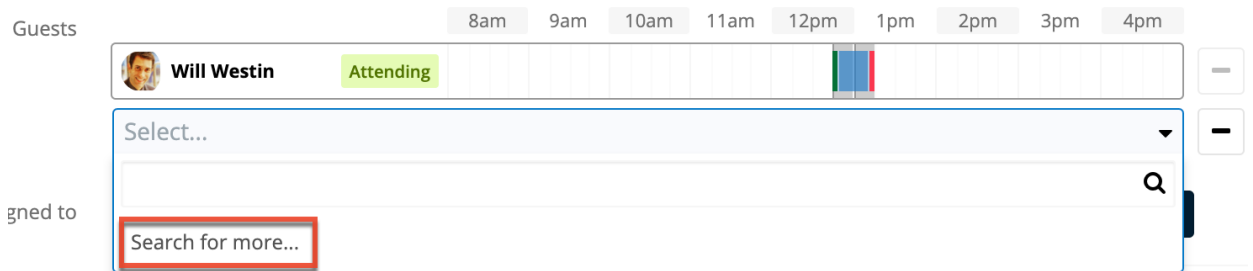 Guests
8am 9am 10am 11am 12pm 1pm 2pm 3pm 4pm
Will Westin Attending
Select...
gned to
Search for more...